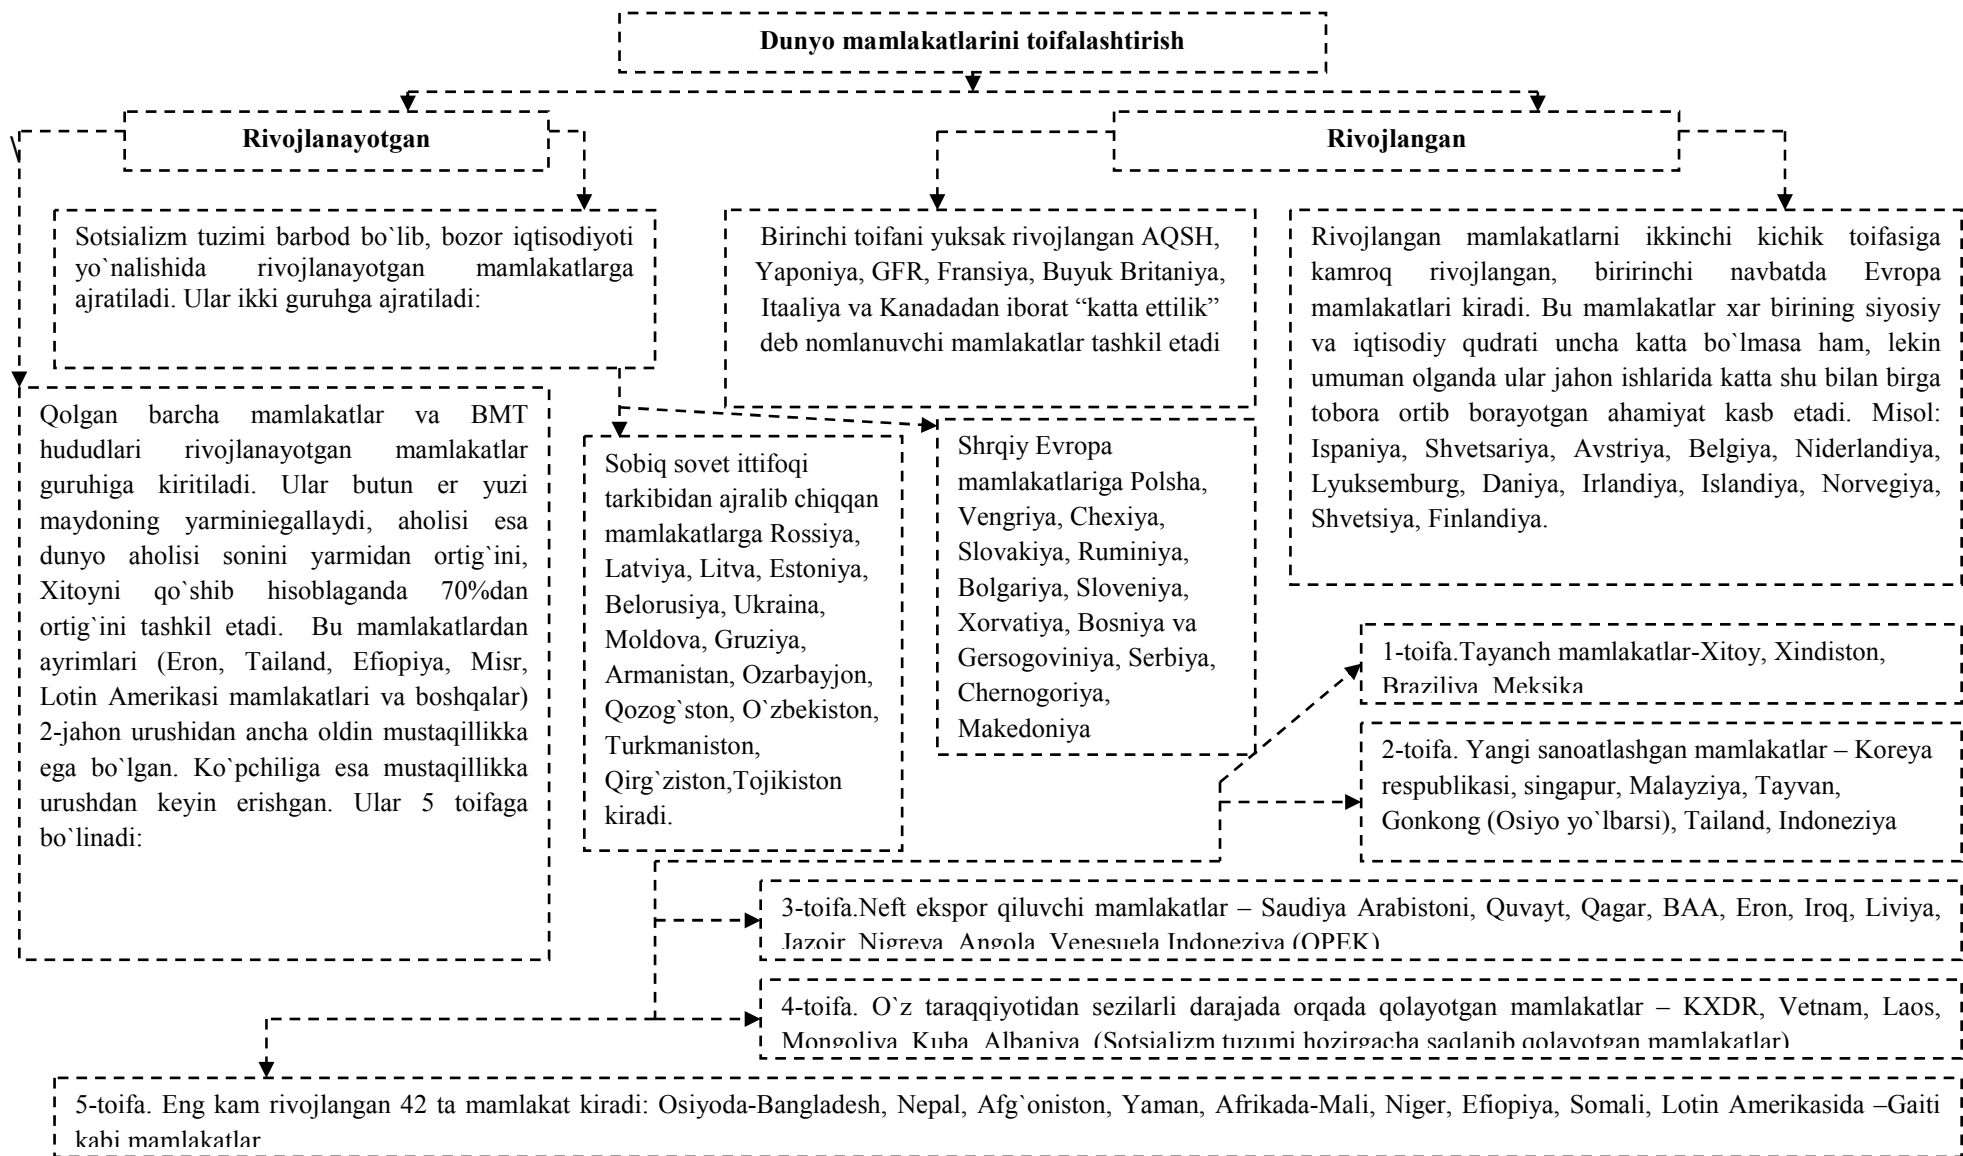 Dunyo mamlakatlarini toifalashtirish
Rivojlanayotgan
Rivojlangan
Sotsializm tuzimi barbod bo`lib, bozor iqtisodiyoti
yo`nalishida rivojlanayotgan mamlakatlarga
ajratiladi. Ular ikki guruhga ajratiladi:
Birinchi toifani yuksak rivojlangan AQSH,
Yaponiya, GFR, Fransiya, Buyuk Britaniya,
Itaaliya va Kanadadan iborat “katta ettilik”
deb nomlanuvchi mamlakatlar tashkil etadi
Rivojlangan mamlakatlarni ikkinchi kichik toifasiga
kamroq rivojlangan, biririnchi navbatda Evropa
mamlakatlari kiradi. Bu mamlakatlar xar birining siyosiy
va iqtisodiy qudrati uncha katta bo`lmasa ham, lekin
umuman olganda ular jahon ishlarida katta shu bilan birga
tobora ortib borayotgan ahamiyat kasb etadi. Misol:
Ispaniya, Shvetsariya, Avstriya, Belgiya, Niderlandiya,
Lyuksemburg, Daniya, Irlandiya, Islandiya, Norvegiya,
Shvetsiya, Finlandiya.
Qolgan barcha mamlakatlar va BMT
hududlari rivojlanayotgan mamlakatlar
guruhiga kiritiladi. Ular butun er yuzi
maydoning yarminiegallaydi, aholisi esa
dunyo aholisi sonini yarmidan ortig`ini,
Xitoyni qo`shib hisoblaganda 70%dan
ortig`ini tashkil etadi. Bu mamlakatlardan
ayrimlari (Eron, Tailand, Efiopiya, Misr,
Lotin Amerikasi mamlakatlari va boshqalar)
2-jahon urushidan ancha oldin mustaqillikka
ega bo`lgan. Ko`pchiliga esa mustaqillikka
urushdan keyin erishgan. Ular 5 toifaga
bo`linadi:
Sobiq sovet ittifoqi
tarkibidan ajralib chiqqan
mamlakatlarga Rossiya,
Latviya, Litva, Estoniya,
Belorusiya, Ukraina,
Moldova, Gruziya,
Armanistan, Ozarbayjon,
Qozog`ston, O`zbekiston,
Turkmaniston,
Qirg`ziston,Tojikiston
kiradi.
Shrqiy Evropa
mamlakatlariga Polsha,
Vengriya, Chexiya,
Slovakiya, Ruminiya,
Bolgariya, Sloveniya,
Xorvatiya, Bosniya va
Gersogoviniya, Serbiya,
Chernogoriya,
Makedoniya
1-toifa.Tayanch mamlakatlar-Xitoy, Xindiston,
Braziliya, Meksika
2-toifa. Yangi sanoatlashgan mamlakatlar – Koreya
respublikasi, singapur, Malayziya, Tayvan,
Gonkong (Osiyo yo`lbarsi), Tailand, Indoneziya
3-toifa.Neft ekspor qiluvchi mamlakatlar – Saudiya Arabistoni, Quvayt, Qagar, BAA, Eron, Iroq, Liviya,
Jazoir, Nigreya, Angola, Venesuela Indoneziya (OPEK)
4-toifa. O`z taraqqiyotidan sezilarli darajada orqada qolayotgan mamlakatlar – KXDR, Vetnam, Laos,
Mongoliya, Kuba, Albaniya. (Sotsializm tuzumi hozirgacha saqlanib qolayotgan mamlakatlar)
5-toifa. Eng kam rivojlangan 42 ta mamlakat kiradi: Osiyoda-Bangladesh, Nepal, Afg`oniston, Yaman, Afrikada-Mali, Niger, Efiopiya, Somali, Lotin Amerikasida –Gaiti
kabi mamlakatlar